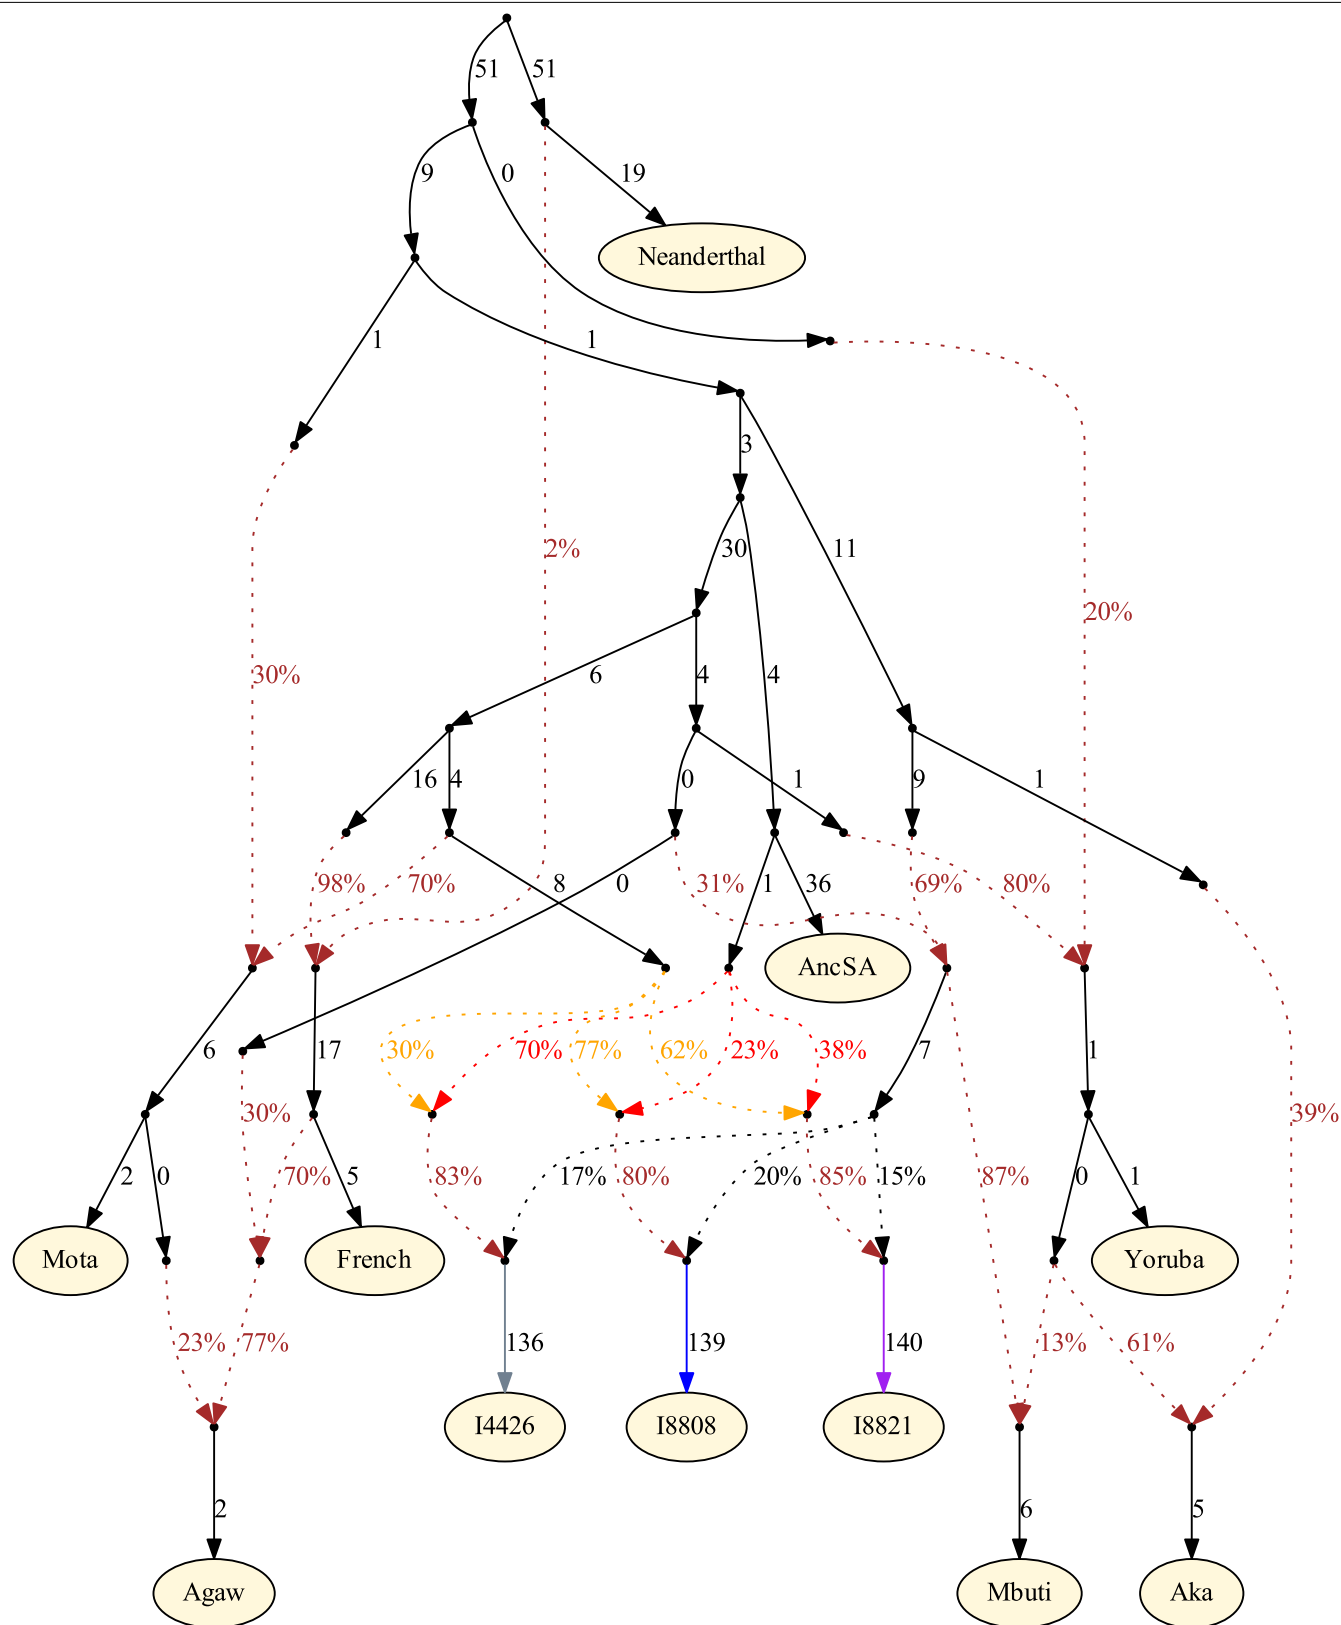 51 51
9 0 19
Neanderthal
1 1
3
30 2% 11
20%
30% 6 4 4
16 4 0 1 9 1
98% 70% 8 0 31% 1 36 69% 80%
AncSA
6 17 30% 70% 77% 62% 23% 38% 7 1
30% 39%
2 0 70% 5 83% 17% 80% 20% 85% 15% 87% 0 1
Mota French Yoruba
23% 77% 136 139 140 13% 61%
I4426 I8808 I8821
2 6 5
Agaw Mbuti Aka